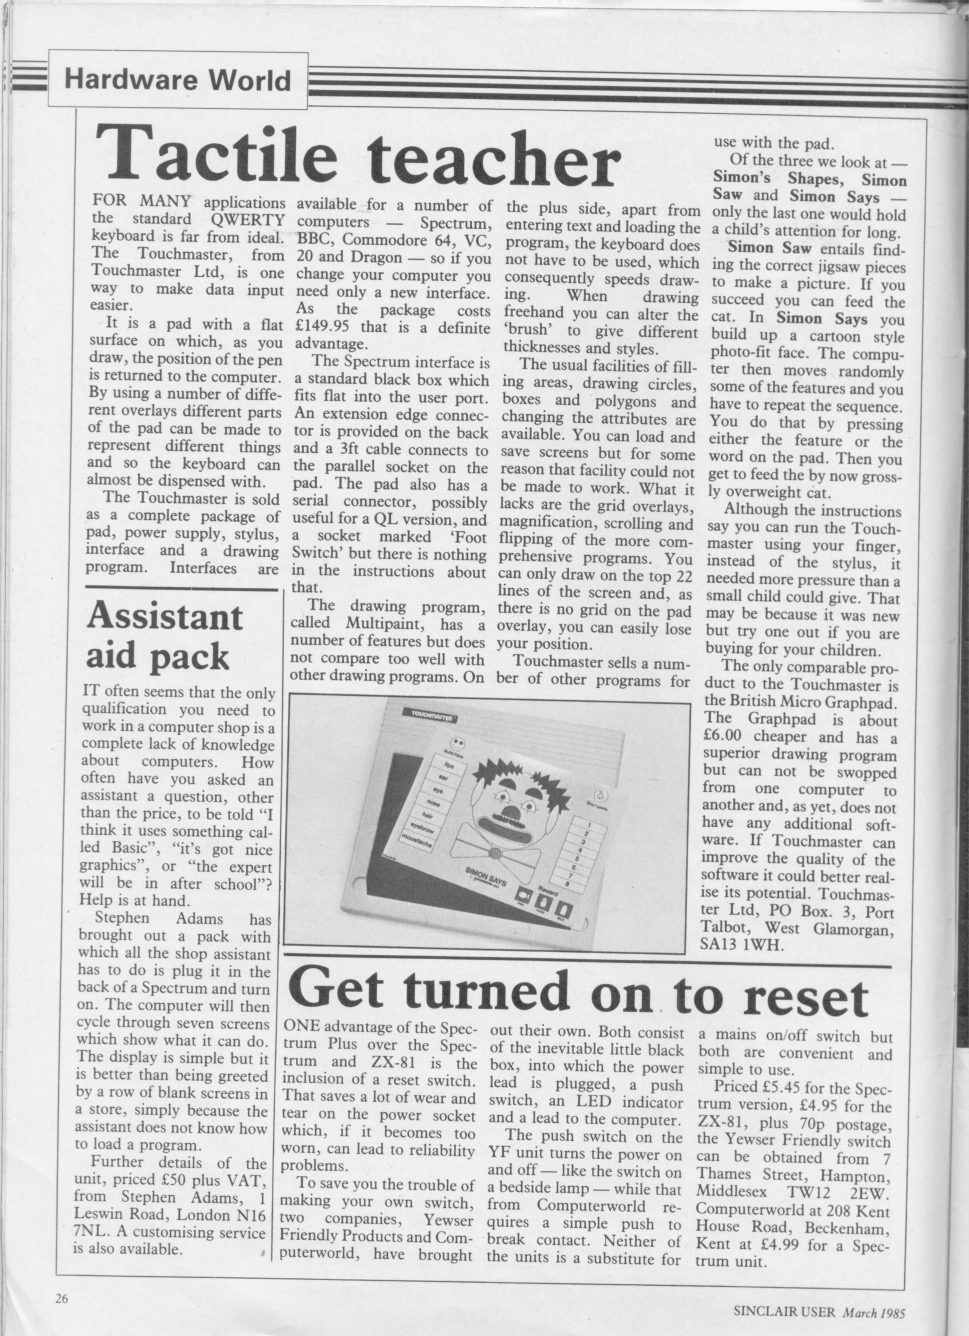 Hardware World
Tactile teacher
FOR MANY applications
the standard QWERTY
keyboard is far from ideal.
The Touchmaster, from
Touchmaster Ltd, is one
way to make data input
easier.
It is a pad with a flat
surface on which, as you
draw, the position of the pen
is returned to the computer.
By using a number of diffe-
rent overlays different parts
of the pad can be made to
represent different things
and so the keyboard can
almost be dispensed with.
The Touchmaster is sold
as a complete package of
pad, power supply, stylus,
interface and a drawing
program. Interfaces are
available for a number of
computers — Spectrum,
BBC, Commodore 64, VC,
20 and Dragon — so if you
change your computer you
need only a new interface.
As the package costs
£149.95 that is a definite
advantage.
The Spectrum interface is
a standard black box which
fits flat into the user port.
An extension edge connec-
tor is provided on the back
and a 3ft cable connects to
the parallel socket on the
pad. The pad also has a
serial connector, possibly
useful for a QL version, and
a socket marked ‘Foot
Switch’ but there is nothing
in the instructions about
that.
The drawing program,
called Multipaint, has a
number of features but does
not compare too well with
other drawing programs. On
the plus side, apart from
entering text and loading the
program, the keyboard does
not have to be used, which
consequently speeds draw-
ing. When drawing
freehand you can alter the
‘brush’ to give different
thicknesses and styles.
The usual facilities of fill-
ing areas, drawing circles,
boxes and polygons and
changing the attributes are
available. You can load and
save screens but for some
reason that facility could not
be made to work. What it
lacks are the grid overlays,
magnification, scrolling and
flipping of the more com-
prehensive programs. You
can only draw on the top 22
lines of the screen and, as
there is no grid on the pad
overlay, you can easily lose
your position.
Touchmaster sells a num-
ber of other programs for
use with the pad.
Of the three we look at —
Simon's Shapes, Simon
Saw and Simon Says —
only the last one would hold
a child's attention for long.
Simon Saw entails find-
ing the correct jigsaw pieces
to make a picture. If you
succeed you can feed the
cat. In Simon Says you
build up a cartoon style
photo-fit face. The compu-
ter then moves randomly
some of the features and you
have to repeat the sequence.
You do that by pressing
either the feature or the
word on the pad. Then you
get to feed the by now gross-
ly overweight cat.
Although the instructions
say you can run the Touch-
master using your finger,
instead of the stylus, it
needed more pressure than a
small child could give. That
may be because it was new
but try one out if you are
buying for your children.
The only comparable pro-
duct to the Touchmaster is
the British Micro Graphpad.
The Graphpad is about
£6.00 cheaper and has a
superior drawing program
but can not be swopped
from one computer to
another and, as yet, does not
have any additional soft-
ware. If Touchmaster can
improve the quality of the
software it could better real-
ise its potential. Touchmas-
ter Ltd, PO Box. 3, Port
Talbot, West Glamorgan,
SA13 1WH.
TOUCHMASTER
Build Face
lips
ear
eye
nose
hair
eyebrow
moustache
Start game
1
2
3
4
5
6
7
8
SIMON SAYS
Reward
Assistant
aid pack
IT often seems that the only
qualification you need to
work in a computer shop is a
complete lack of knowledge
about computers. How
often have you asked an
assistant a question, other
than the price, to be told “I
think it uses something cal-
led Basic”, “it's got nice
graphics”, or “the expert
will be in after school”?
Help is at hand.
Stephen Adams has
brought out a pack with
which all the shop assistant
has to do is plug it in the
back of a Spectrum and turn
on. The computer will then
cycle through seven screens
which show what it can do.
The display is simple but it
is better than being greeted
by a row of blank screens in
a store, simply because the
assistant does not know how
to load a program.
Further details of the
unit, priced £50 plus VAT,
from Stephen Adams, 1
Leswin Road, London N16
7NL. A customising service
is also available.
Get turned on to reset
ONE advantage of the Spec-
trum Plus over the Spec-
trum and ZX-81 is the
inclusion of a reset switch.
That saves a lot of wear and
tear on the power socket
which, if it becomes too
worn, can lead to reliability
problems.
To save you the trouble of
making your own switch,
two companies, Yewser
Friendly Products and Com-
puterworld, have brought
out their own. Both consist
of the inevitable little black
box, into which the power
lead is plugged, a push
switch, an LED indicator
and a lead to the computer.
The push switch on the
YF unit turns the power on
and off — like the switch on
a bedside lamp — while that
from Computerworld re-
quires a simple push to
break contact. Neither of
the units is a substitute for
a mains on/off switch but
both are convenient and
simple to use.
Priced £5.45 for the Spec-
trum version, £4.95 for the
ZX-81, plus 70p postage,
the Yewser Friendly switch
can be obtained from 7
Thames Street, Hampton,
Middlesex TW12 2EW.
Computerworld at 208 Kent
House Road, Beckenham,
Kent at £4.99 for a Spec-
trum unit.
26
SINCLAIR USER March 1985